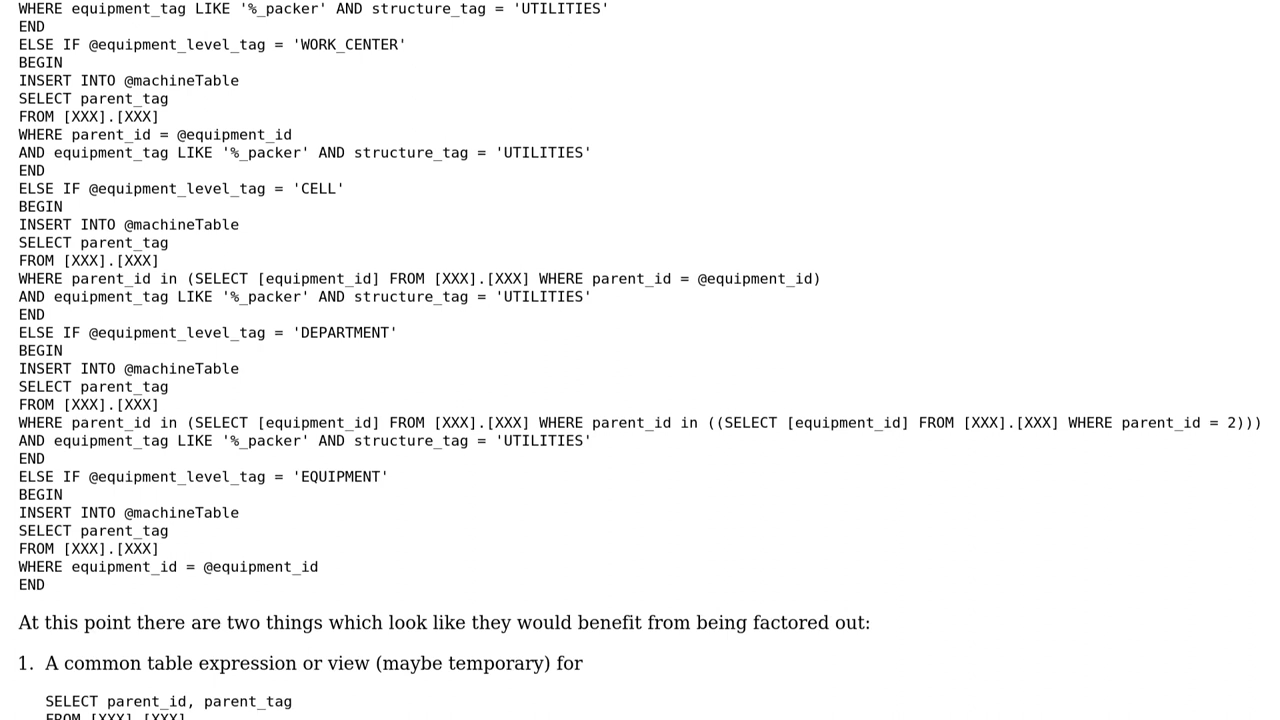 WHERE equipment_tag LIKE '%_packer' AND structure_tag = 'UTILITIES'
END
ELSE IF @equipment_level_tag = 'WORK_CENTER'
BEGIN
INSERT INTO @machineTable
SELECT parent_tag
FROM [XXX].[XXX]
WHERE parent_id = @equipment_id
AND equipment_tag LIKE '%_packer' AND structure_tag = 'UTILITIES'
END
ELSE IF @equipment_level_tag = 'CELL'
BEGIN
INSERT INTO @machineTable
SELECT parent_tag
FROM [XXX].[XXX]
WHERE parent_id in (SELECT [equipment_id] FROM [XXX].[XXX] WHERE parent_id = @equipment_id)
AND equipment_tag LIKE '%_packer' AND structure_tag = 'UTILITIES'
END
ELSE IF @equipment_level_tag = 'DEPARTMENT'
BEGIN
INSERT INTO @machineTable
SELECT parent_tag
FROM [XXX].[XXX]
WHERE parent_id in (SELECT [equipment_id] FROM [XXX].[XXX] WHERE parent_id in ((SELECT [equipment_id] FROM [XXX].[XXX] WHERE parent_id = 2)))
AND equipment_tag LIKE '%_packer' AND structure_tag = 'UTILITIES'
END
ELSE IF @equipment_level_tag = 'EQUIPMENT'
BEGIN
INSERT INTO @machineTable
SELECT parent_tag
FROM [XXX].[XXX]
WHERE equipment_id = @equipment_id
END
At this point there are two things which look like they would benefit from being factored out:
1. A common table expression or view (maybe temporary) for
SELECT parent_id, parent_tag
FROM [XXX].[XXX]